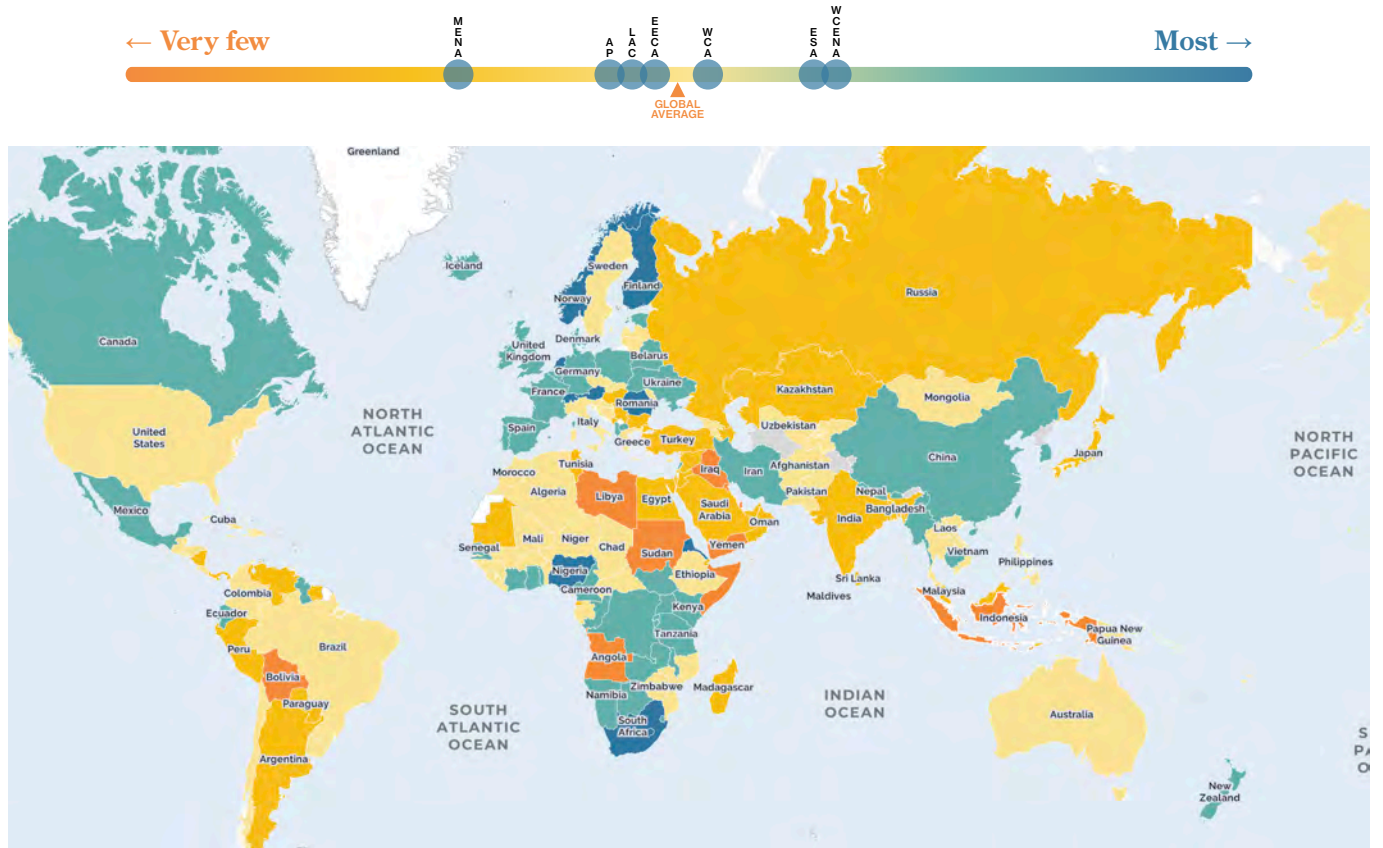 ← Very few
MENA
AP
LAC
EECA
WCA
ESA
WCENA
Most →
GLOBAL
AVERAGE
Greenland
Iceland
Sweden
Finland
Norway
Russia
Canada
United
Kingdom
Denmark
Belarus
Germany
Ukraine
France
Romania
Kazakhstan
Mongolia
NORTH
ATLANTIC
OCEAN
United
States
Spain
Italy
Greece
Turkey
Uzbekistan
NORTH
PACIFIC
OCEAN
China
Japan
Morocco
Tunisia
Iraq
Iran
Afghanistan
Algeria
Libya
Egypt
Pakistan
Nepal
Saudi
Arabia
Mexico
Cuba
Oman
India
Bangladesh
Laos
Senegal
Mali
Niger
Chad
Sudan
Yemen
Vietnam
Philippines
Nigeria
Ethiopia
Sri Lanka
Colombia
Cameroon
Maldives
Malaysia
Ecuador
Kenya
Indonesia
Peru
Brazil
Tanzania
Papua New
Guinea
Bolivia
Angola
Paraguay
Namibia
Zimbabwe
Madagascar
INDIAN
OCEAN
SOUTH
ATLANTIC
OCEAN
South
Africa
Australia
Argentina
New
Zealand
S
PA
O